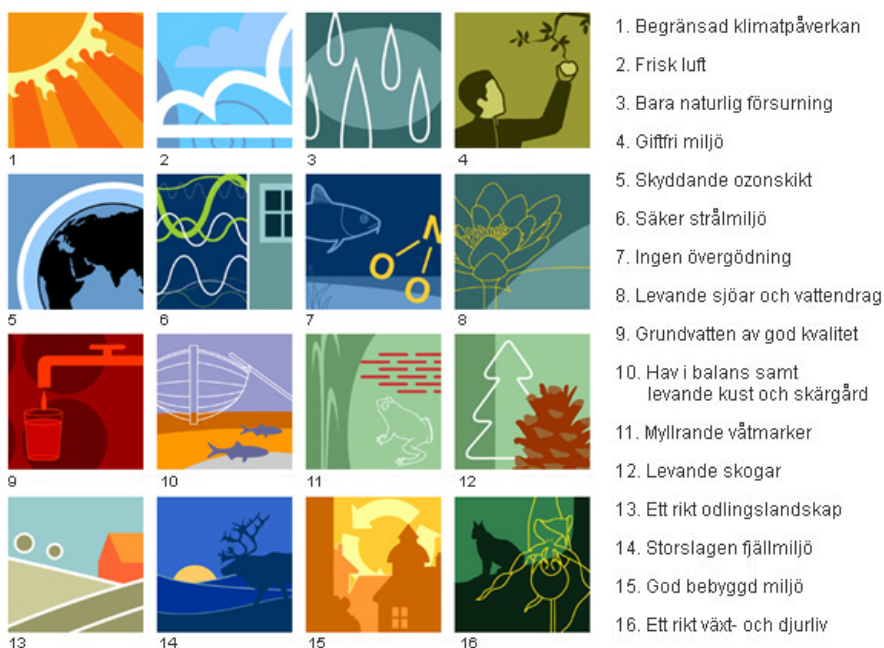 1
2
3
4
5
6
7
N
O
O
8
9
10
11
12
13
14
15
16
1. Begränsad klimatpåverkan
2. Frisk luft
3. Bara naturlig försurning
4. Giftfri miljö
5. Skyddande ozonskikt
6. Säker strålmiljö
7. Ingen övergödning
8. Levande sjöar och vattendrag
9. Grundvatten av god kvalitet
10. Hav i balans samt
levande kust och skärgård
11. Myllrande våtmarker
12. Levande skogar
13. Ett rikt odlingslandskap
14. Storslagen fjällmiljö
15. God bebyggd miljö
16. Ett rikt växt- och djurliv